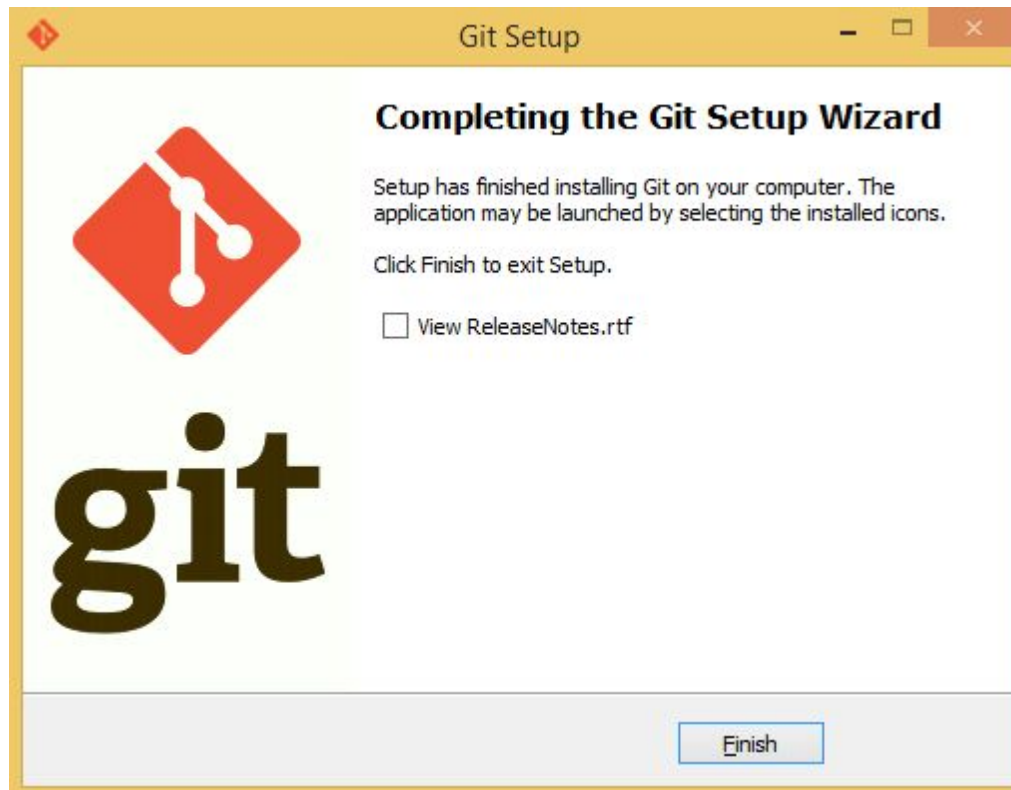 Git Setup
Completing the Git Setup Wizard
Setup has finished installing Git on your computer. The
application may be launched by selecting the installed icons.
Click Finish to exit Setup.
View ReleaseNotes.rtf
git
Finish